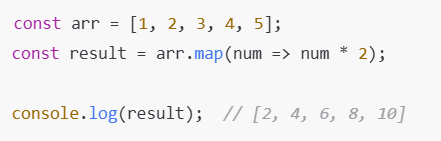 const arr = [1, 2, 3, 4, 5];
const result = arr.map(num => num * 2);
console.log(result);  // [2, 4, 6, 8, 10]